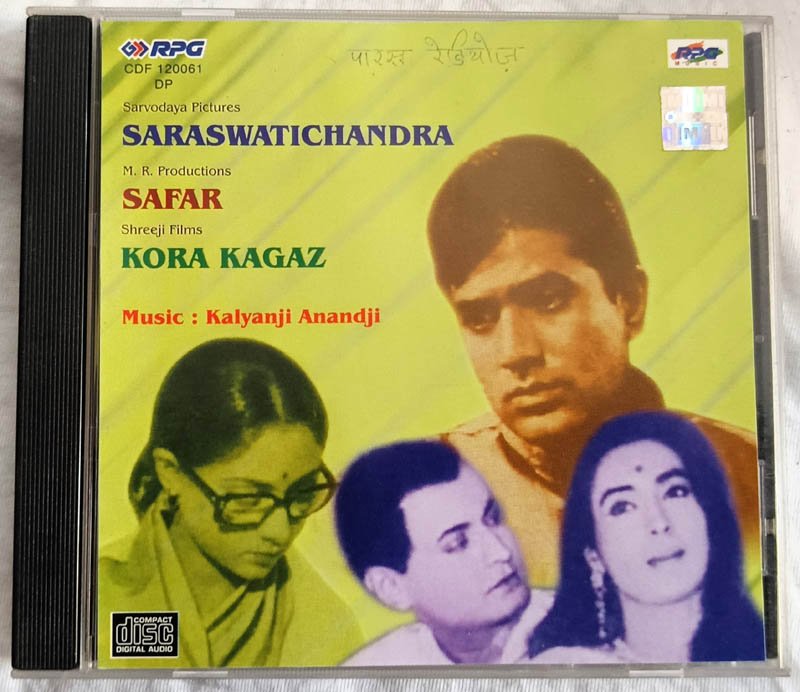 RPG
CDF 120061
DP
पारस रेडियोज़
RPG
MUSIC
Sarvodaya Pictures
SARASWATICHANDRA
M. R. Productions
SAFAR
Shreeji Films
KORA KAGAZ
Music : Kalyanji Anandji
COMPACT
disc
DIGITAL AUDIO